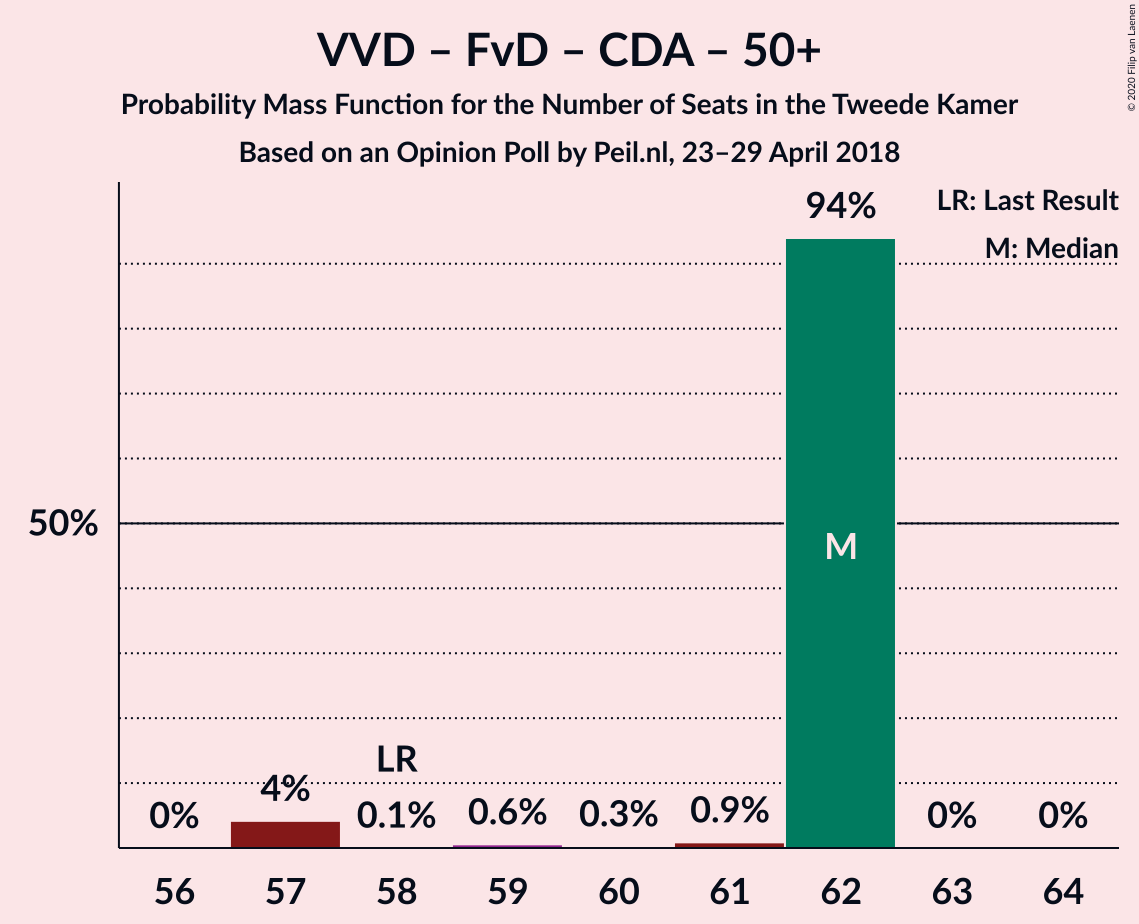 VVD – FvD – CDA – 50+
Probability Mass Function for the Number of Seats in the Tweede Kamer
Based on an Opinion Poll by Peil.nl, 23–29 April 2018
© 2020 Filip van Laenen
LR: Last Result
M: Median
94%
50%
M
LR
0% 4% 0.1% 0.6% 0.3% 0.9% 0% 0%
56 57 58 59 60 61 62 63 64